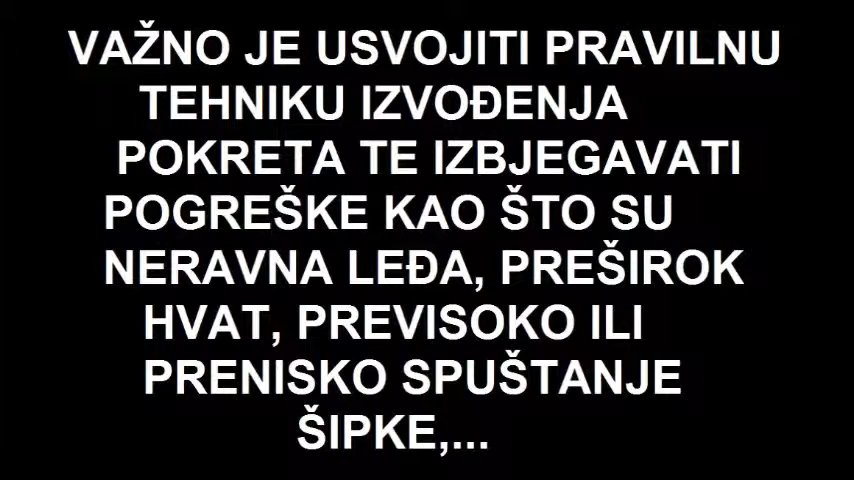 VAŽNO JE USVOJITI PRAVILNU
TEHNIKU IZVOĐENJA
POKRETA TE IZBJEGAVATI
POGREŠKE KAO ŠTO SU
NERAVNA LEĐA, PREŠIROK
HVAT, PREVISOKO ILI
PRENISKO SPUŠTANJE
ŠIPKE,...